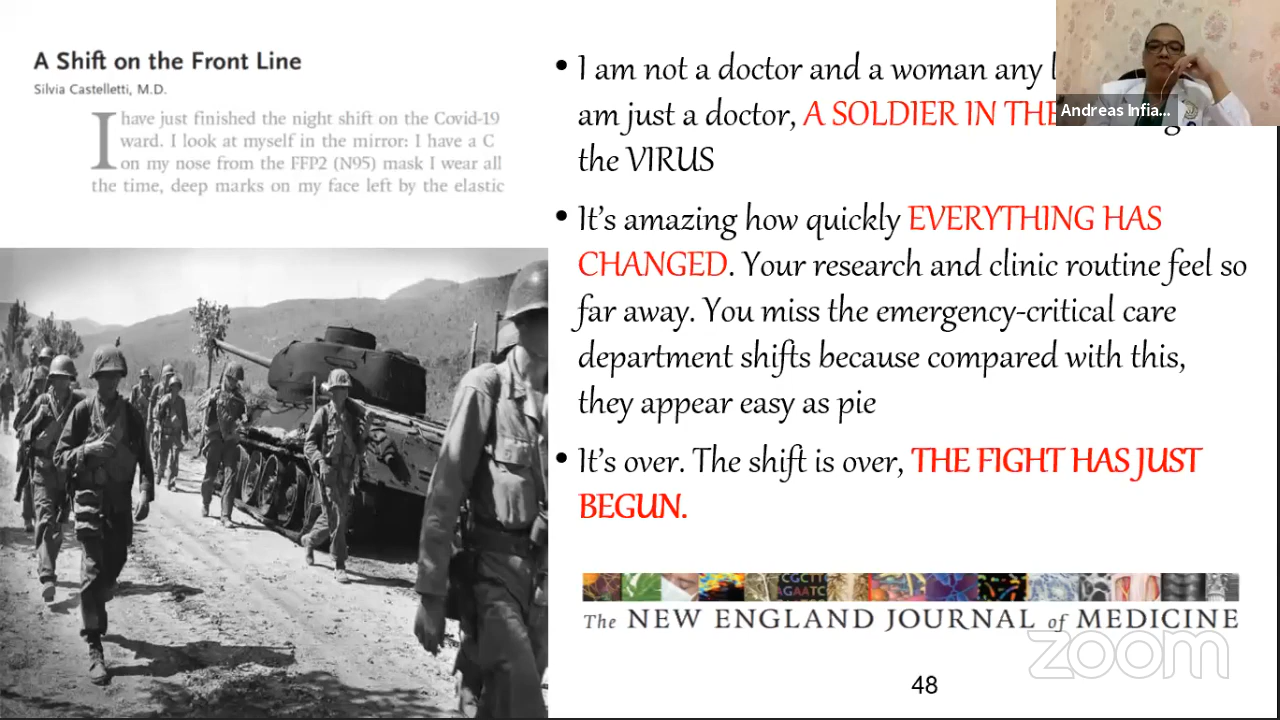 A Shift on the Front Line
Silvia Castelletti, M.D.
I have just finished the night shift on the Covid-19
ward. I look at myself in the mirror: I have a C
on my nose from the FFP2 (N95) mask I wear all
the time, deep marks on my face left by the elastic
• I am not a doctor and a woman any
am just a doctor, A SOLDIER IN THE
the VIRUS
• It's amazing how quickly EVERYTHING HAS
CHANGED. Your research and clinic routine feel so
far away. You miss the emergency-critical care
department shifts because compared with this,
they appear easy as pie
• It's over. The shift is over, THE FIGHT HAS JUST
BEGUN.
The NEW ENGLAND JOURNAL of MEDICINE
zoom
48
Andreas Infia...